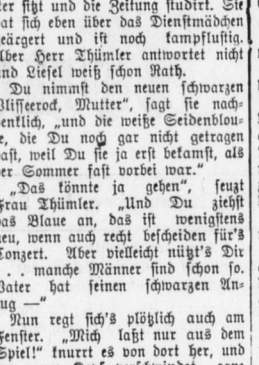 ter sitzt und die Zeitung studirt. Sie
hat sich eben über das Dienstmädchen
geärgert und ist noch kampflustig.
Aber Herr Thümler antwortet nicht
und Liesel weiß schon Rath.
„Du nimmst den neuen schwarzen
Plisseerock, Mutter“, sagt sie nach-
denklich, „und die weiße Seidenblou-
se, die Du noch gar nicht getragen
hast, weil Du sie ja erst bekamst, als
der Sommer fast vorbei war.“
„Das könnte ja gehen“, seuzt
Frau Thümler. „Und Du ziehst
das Blaue an, das ist wenigstens
neu, wenn auch recht bescheiden für's
Konzert. Aber vielleicht nützt's Dir
. . . manche Männer sind schon so.
Vater hat seinen schwarzen An-
zug —“
Nun regt sich's plötzlich auch am
Fenster. „Mich laßt nur aus dem
Spiel!“ knurrt es von dort her, und